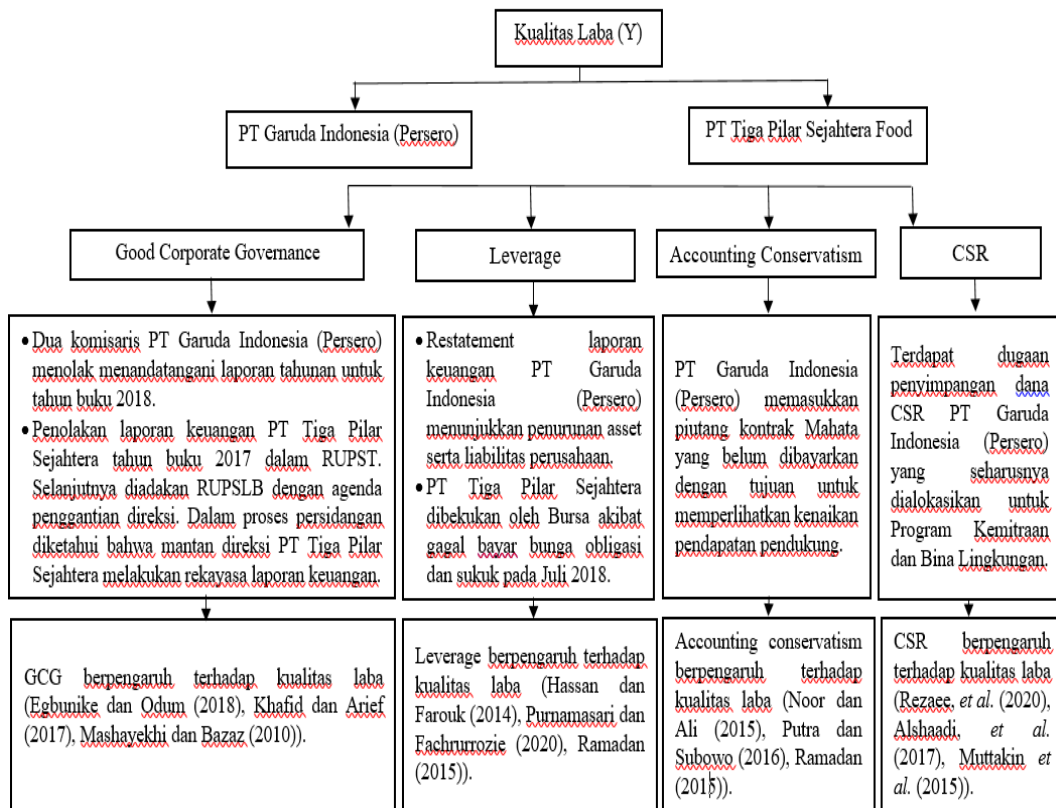 Kualitas Laba (Y)
PT Garuda Indonesia (Persero)
PT Tiga Pilar Sejahtera Food
Good Corporate Governance
Leverage
Accounting Conservatism
CSR
• Dua komisaris PT Garuda Indonesia (Persero)
menolak menandatangani laporan tahunan untuk
tahun buku 2018.
• Penolakan laporan keuangan PT Tiga Pilar
Sejahtera tahun buku 2017 dalam RUPST.
Selanjutnya diadakan RUPSLB dengan agenda
penggantian direksi. Dalam proses persidangan
diketahui bahwa mantan direksi PT Tiga Pilar
Sejahtera melakukan rekayasa laporan keuangan.
• Restatement laporan
keuangan PT Garuda
Indonesia (Persero)
menunjukkan penurunan asset
serta liabilitas perusahaan.
• PT Tiga Pilar Sejahtera
dibekukan oleh Bursa akibat
gagal bayar bunga obligasi
dan sukuk pada Juli 2018.
PT Garuda Indonesia
(Persero) memasukkan
piutang kontrak Mahata
yang belum dibayarkan
dengan tujuan untuk
memperlihatkan kenaikan
pendapatan pendukung.
Terdapat dugaan
penyimpangan dana
CSR PT Garuda
Indonesia (Persero)
yang seharusnya
dialokasikan untuk
Program Kemitraan
dan Bina Lingkungan.
GCG berpengaruh terhadap kualitas laba
(Egbunike dan Odum (2018), Khafid dan Arief
(2017), Mashayekhi dan Bazaz (2010)).
Leverage berpengaruh terhadap
kualitas laba (Hassan dan
Farouk (2014), Purnamasari dan
Fachrurrozie (2020), Ramadan
(2015)).
Accounting conservatism
berpengaruh terhadap
kualitas laba (Noor dan
Ali (2015), Putra dan
Subowo (2016), Ramadan
(2015)).
CSR berpengaruh
terhadap kualitas laba
(Rezaee, et al. (2020),
Alshaadi, et al.
(2017), Muttakin et
al. (2015)).